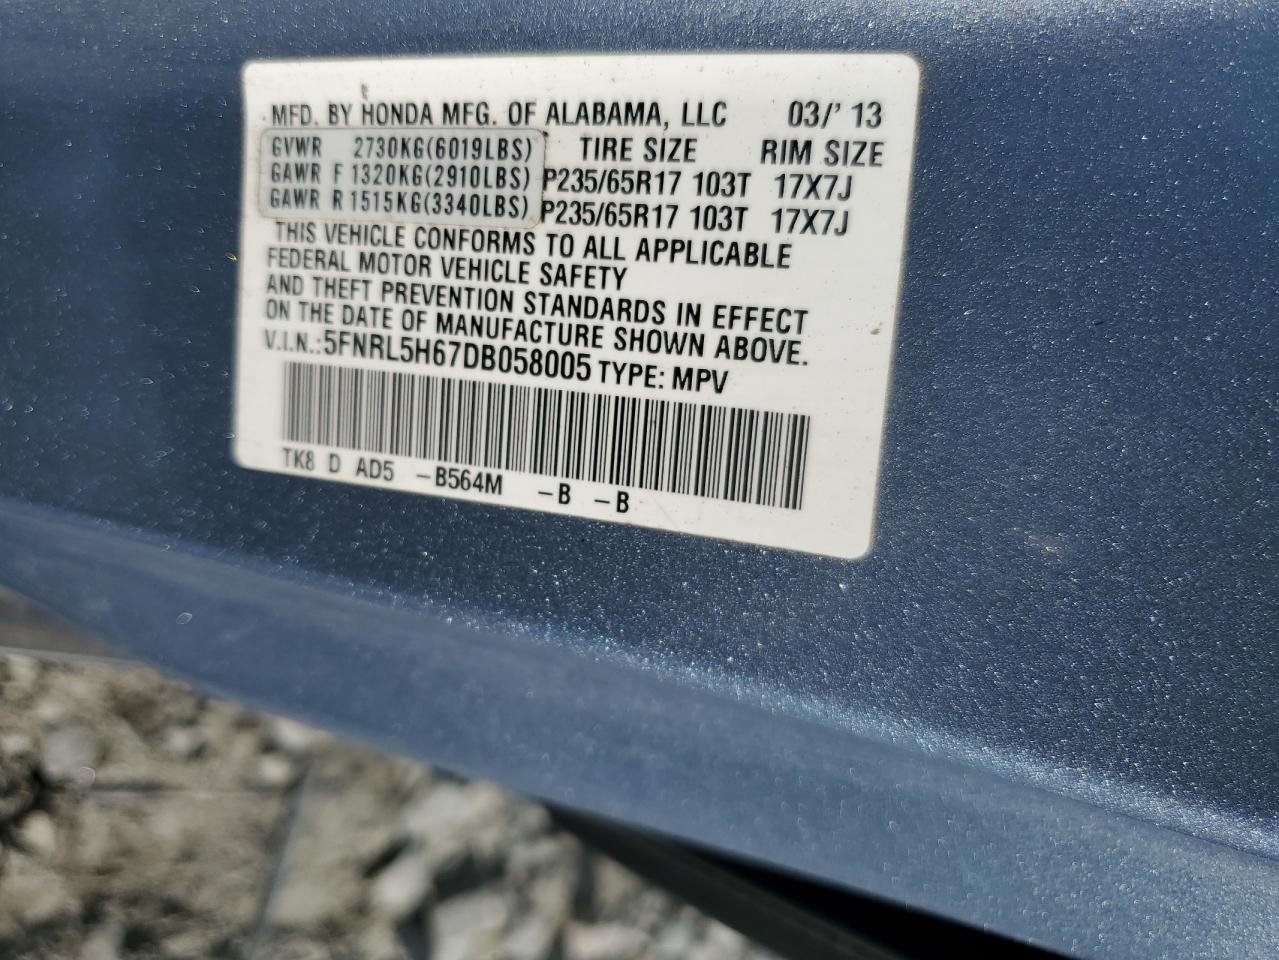 MFD. BY HONDA MFG. OF ALABAMA, LLC 03/' 13
GVWR 2730KG(6019LBS) TIRE SIZE RIM SIZE
GAWR F 1320KG(2910LBS) P235/65R17 103T 17X7J
GAWR R 1515KG(3340LBS) P235/65R17 103T 17X7J
THIS VEHICLE CONFORMS TO ALL APPLICABLE
FEDERAL MOTOR VEHICLE SAFETY
AND THEFT PREVENTION STANDARDS IN EFFECT
ON THE DATE OF MANUFACTURE SHOWN ABOVE.
V.I.N.:5FNRL5H67DB058005 TYPE: MPV
TK8 D AD5 -B564M -B -B